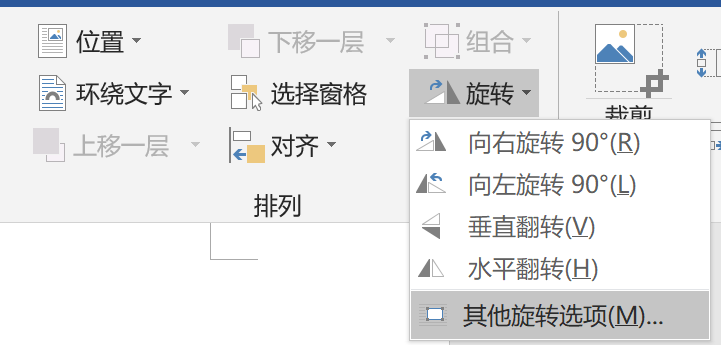 位置 下移一层 组合
环绕文字 选择窗格 旋转
上移一层 对齐 裁剪
排列
向右旋转 90°(R)
向左旋转 90°(L)
垂直翻转(V)
水平翻转(H)
其他旋转选项(M)...